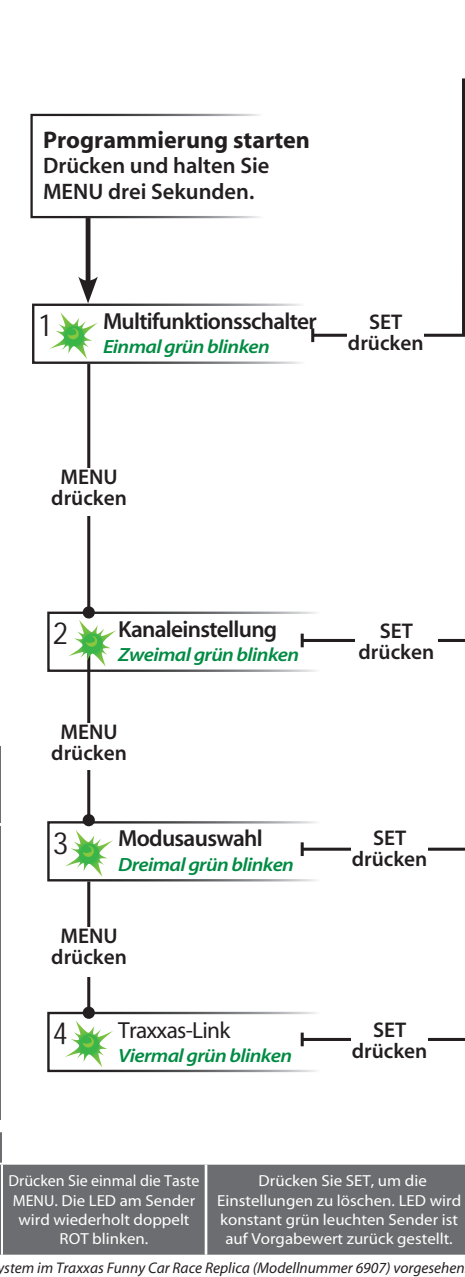 Programmierung starten
Drücken und halten Sie
MENU drei Sekunden.
1
Multifunktionsschalter
Einmal grün blinken
SET
drücken
MENU
drücken
2
Kanaleinstellung
Zweimal grün blinken
SET
drücken
MENU
drücken
3
Modusauswahl
Dreimal grün blinken
SET
drücken
MENU
drücken
4
Traxxas-Link
Viermal grün blinken
SET
drücken
Drücken Sie einmal die Taste
MENU. Die LED am Sender
wird wiederholt doppelt
ROT blinken.
Drücken Sie SET, um die
Einstellungen zu löschen. LED wird
konstant grün leuchten Sender ist
auf Vorgabewert zurück gestellt.
ystem im Traxxas Funny Car Race Replica (Modellnummer 6907) vorgesehen